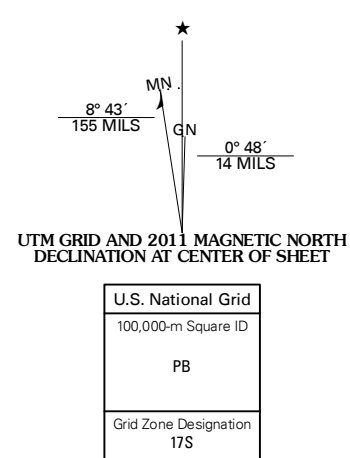 ★
MN
8° 43´
155 MILS
GN
0° 48´
14 MILS
UTM GRID AND 2011 MAGNETIC NORTH
DECLINATION AT CENTER OF SHEET
U.S. National Grid
100,000-m Square ID
PB
Grid Zone Designation
17S